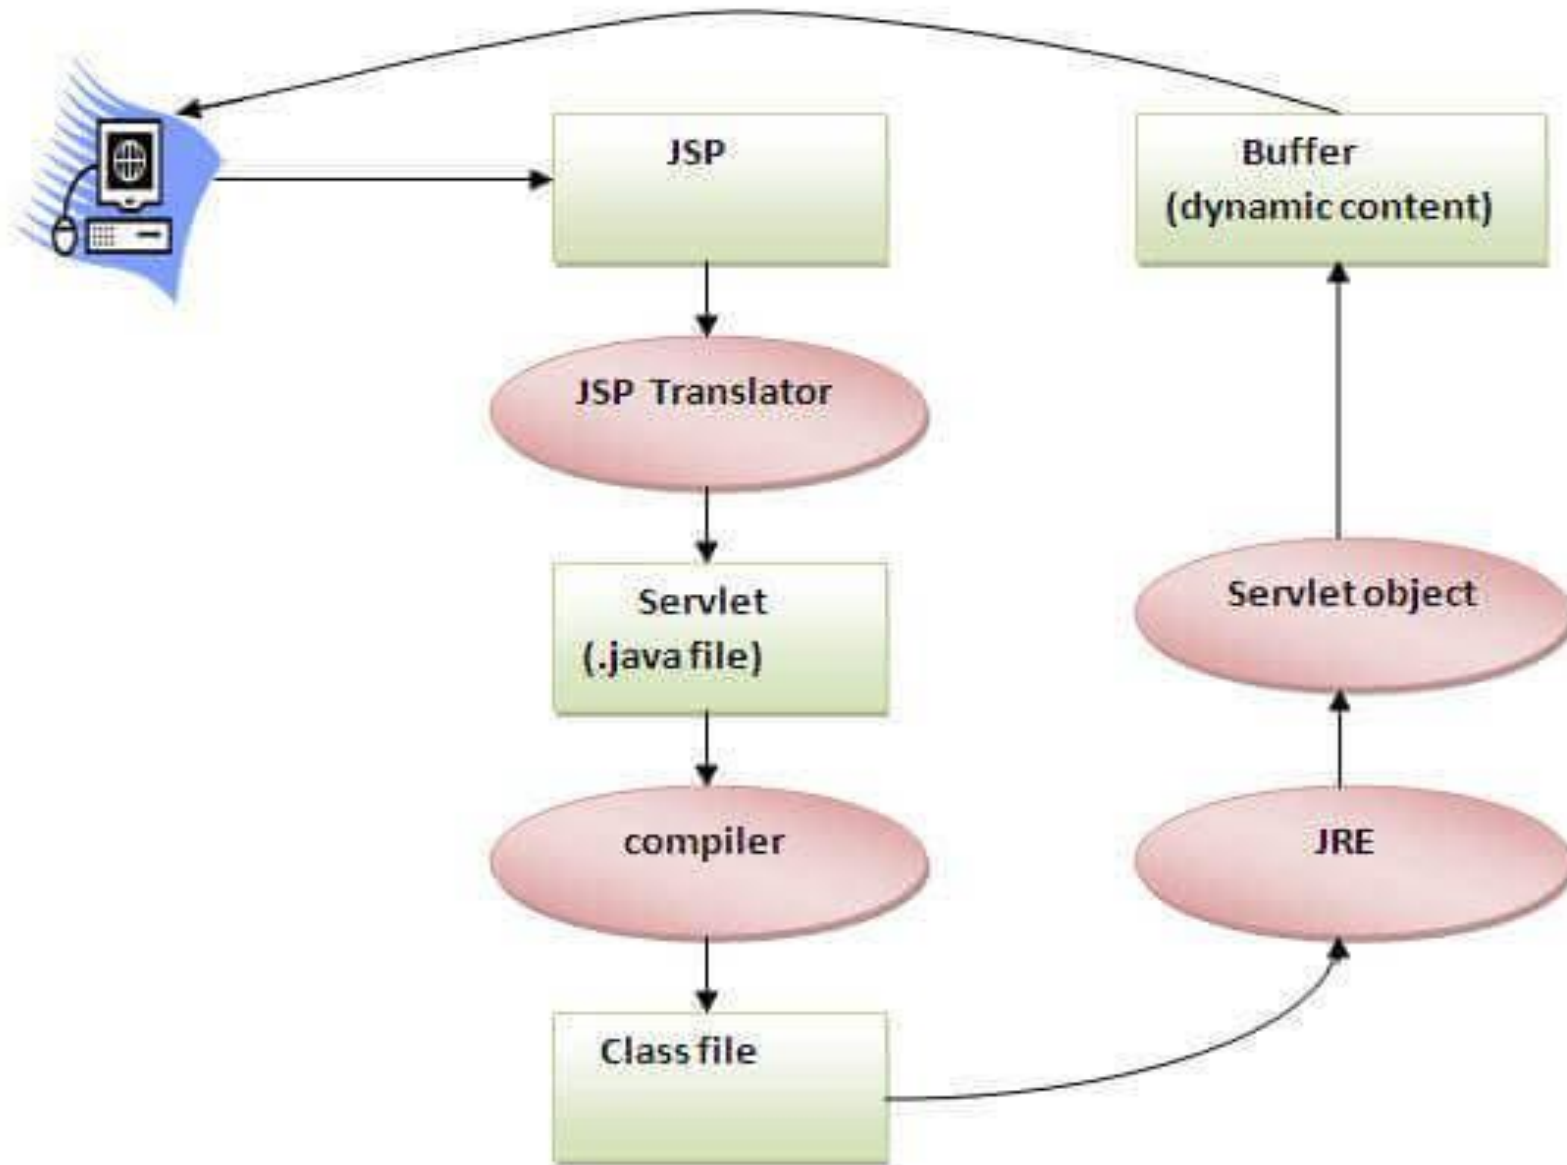 JSP
JSP Translator
Servlet
(.java file)
compiler
Class file
JRE
Servlet object
Buffer
(dynamic content)